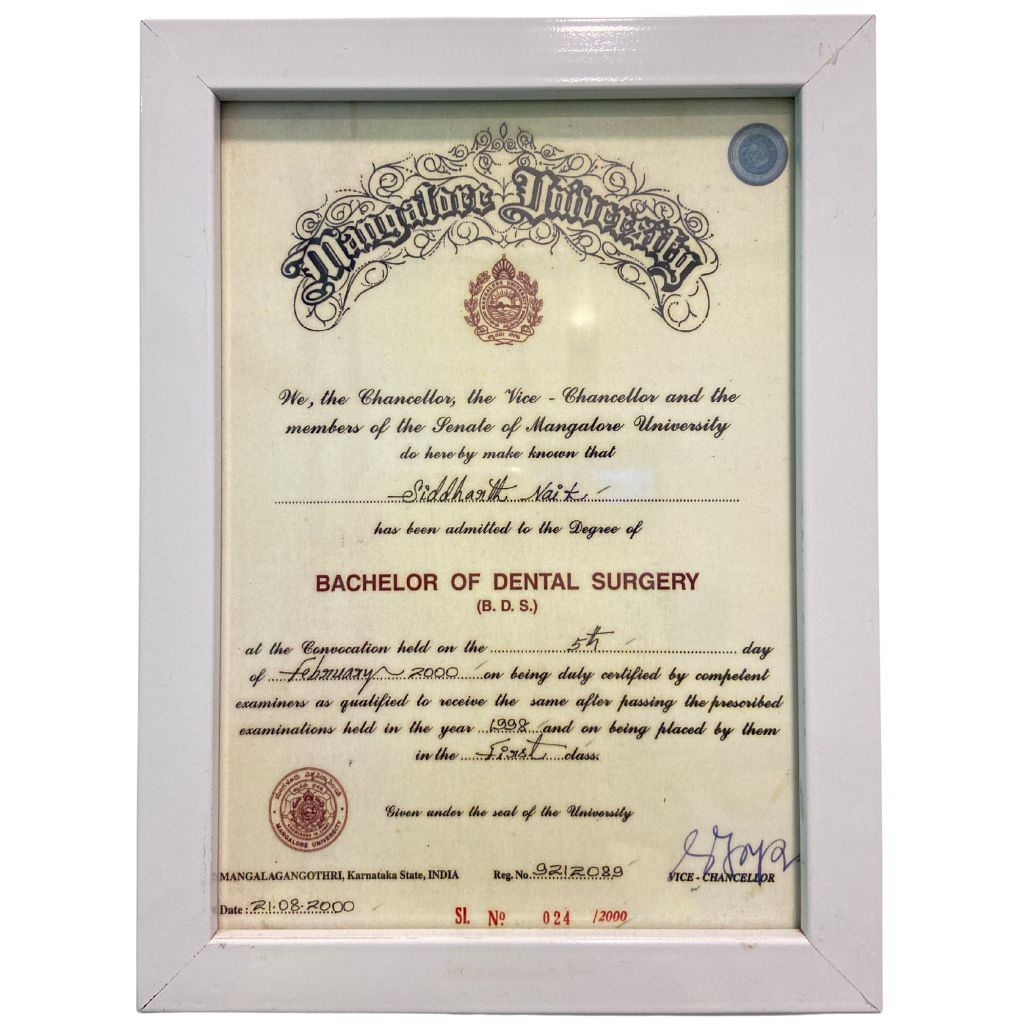 Mangalore University
MANGALORE UNIVERSITY
We, the Chancellor, the Vice - Chancellor and the
members of the Senate of Mangalore University
do here by make known that
Siddharth Naik
has been admitted to the Degree of
BACHELOR OF DENTAL SURGERY
(B. D. S.)
at the Convocation held on the 5th day
of February 2000 on being duly certified by competent
examiners as qualified to receive the same after passing the prescribed
examinations held in the year 1998 and on being placed by them
in the First class.
MANGALORE UNIVERSITY
Given under the seal of the University
MANGALAGANGOTHRI, Karnataka State, INDIA Reg. No. 9212089 VICE - CHANCELLOR
Date : 21.08.2000
Sl. Nº 024 /2000